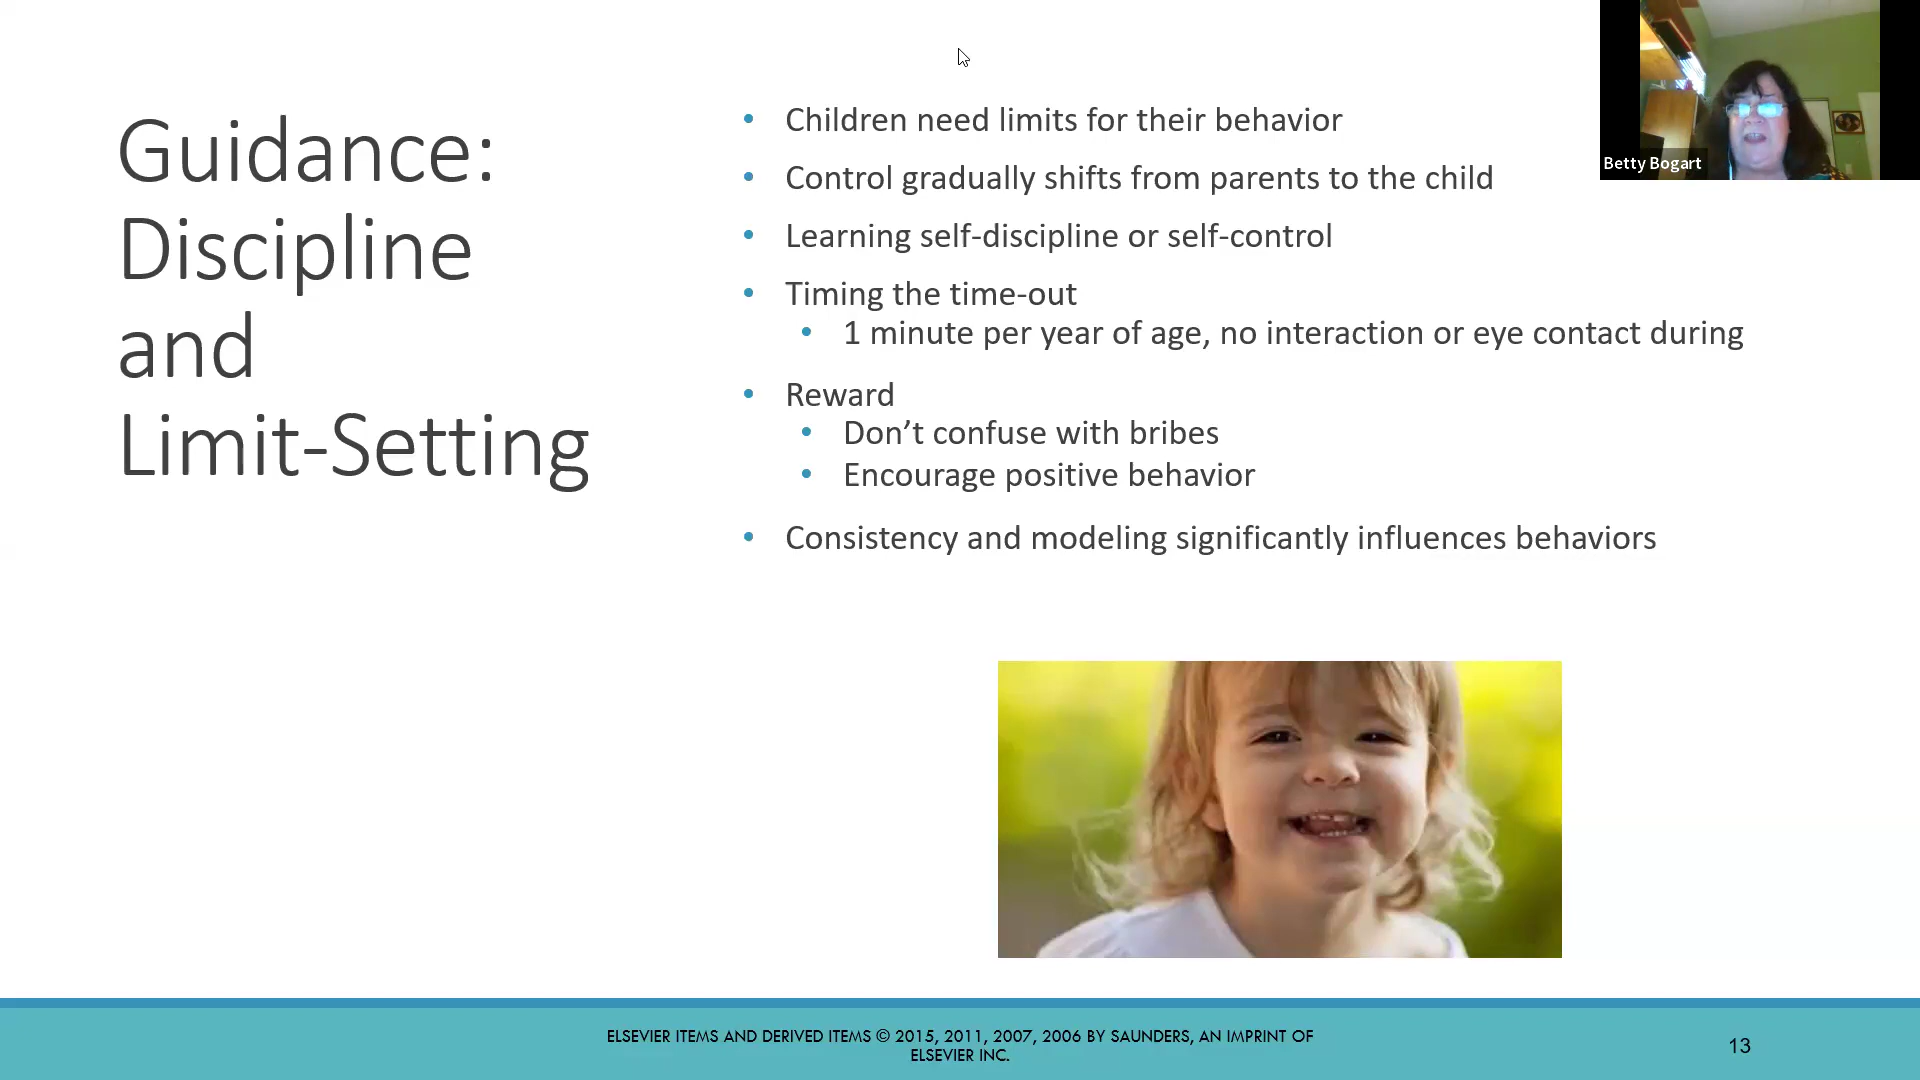 Guidance:
Discipline
and
Limit-Setting
• Children need limits for their behavior
• Control gradually shifts from parents to the child
• Learning self-discipline or self-control
• Timing the time-out
• 1 minute per year of age, no interaction or eye contact during
• Reward
• Don’t confuse with bribes
• Encourage positive behavior
• Consistency and modeling significantly influences behaviors
Betty Bogart
ELSEVIER ITEMS AND DERIVED ITEMS © 2015, 2011, 2007, 2006 BY SAUNDERS, AN IMPRINT OF
ELSEVIER INC.
13